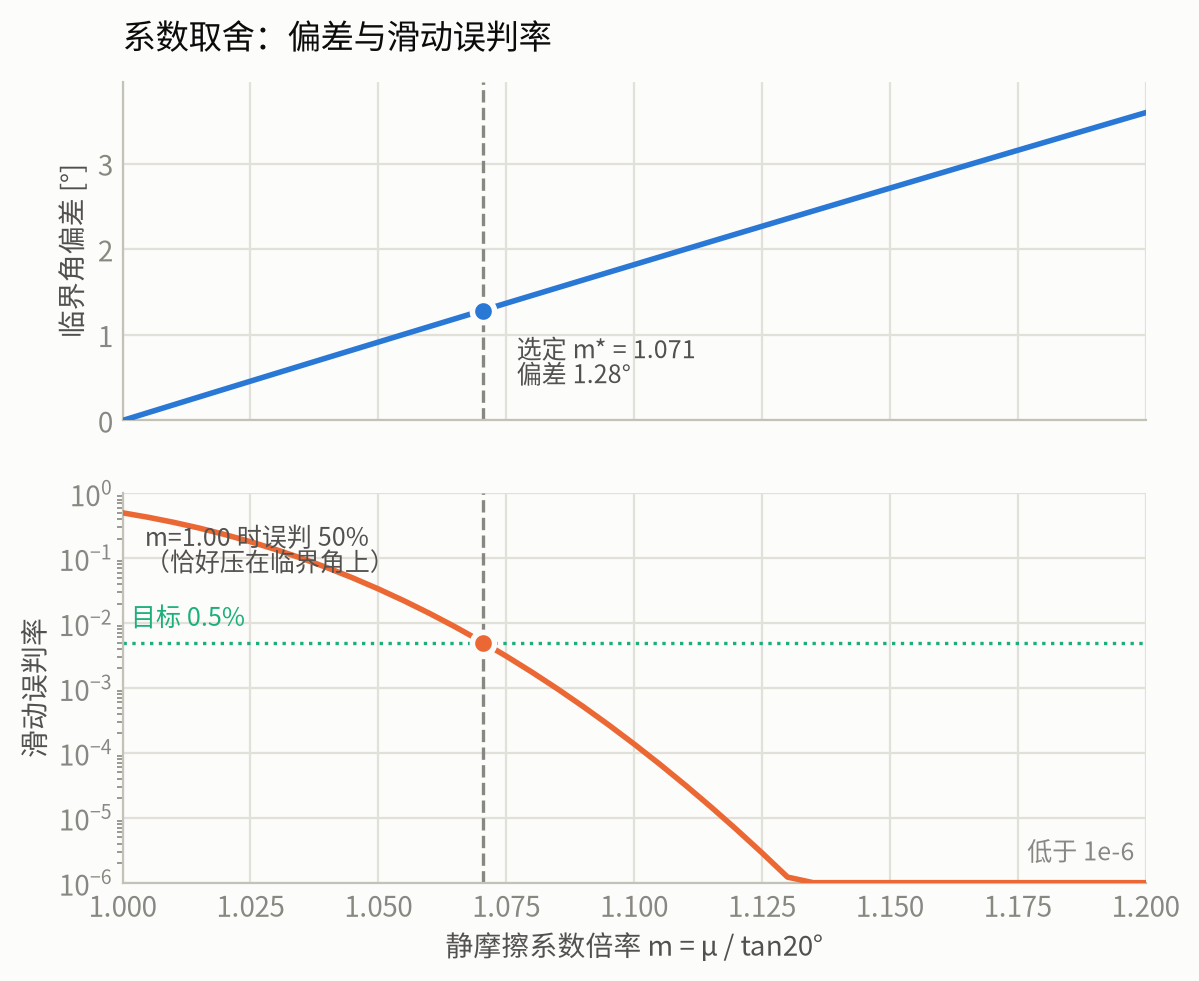 系数取舍：偏差与滑动误判率
临界角偏差 [°]
3
2
1
0
选定 m* = 1.071
偏差 1.28°
滑动误判率
10⁰
10⁻¹
10⁻²
10⁻³
10⁻⁴
10⁻⁵
10⁻⁶
m=1.00 时误判 50%
（恰好压在临界角上）
目标 0.5%
低于 1e-6
1.000 1.025 1.050 1.075 1.100 1.125 1.150 1.175 1.200
静摩擦系数倍率 m = μ / tan20°